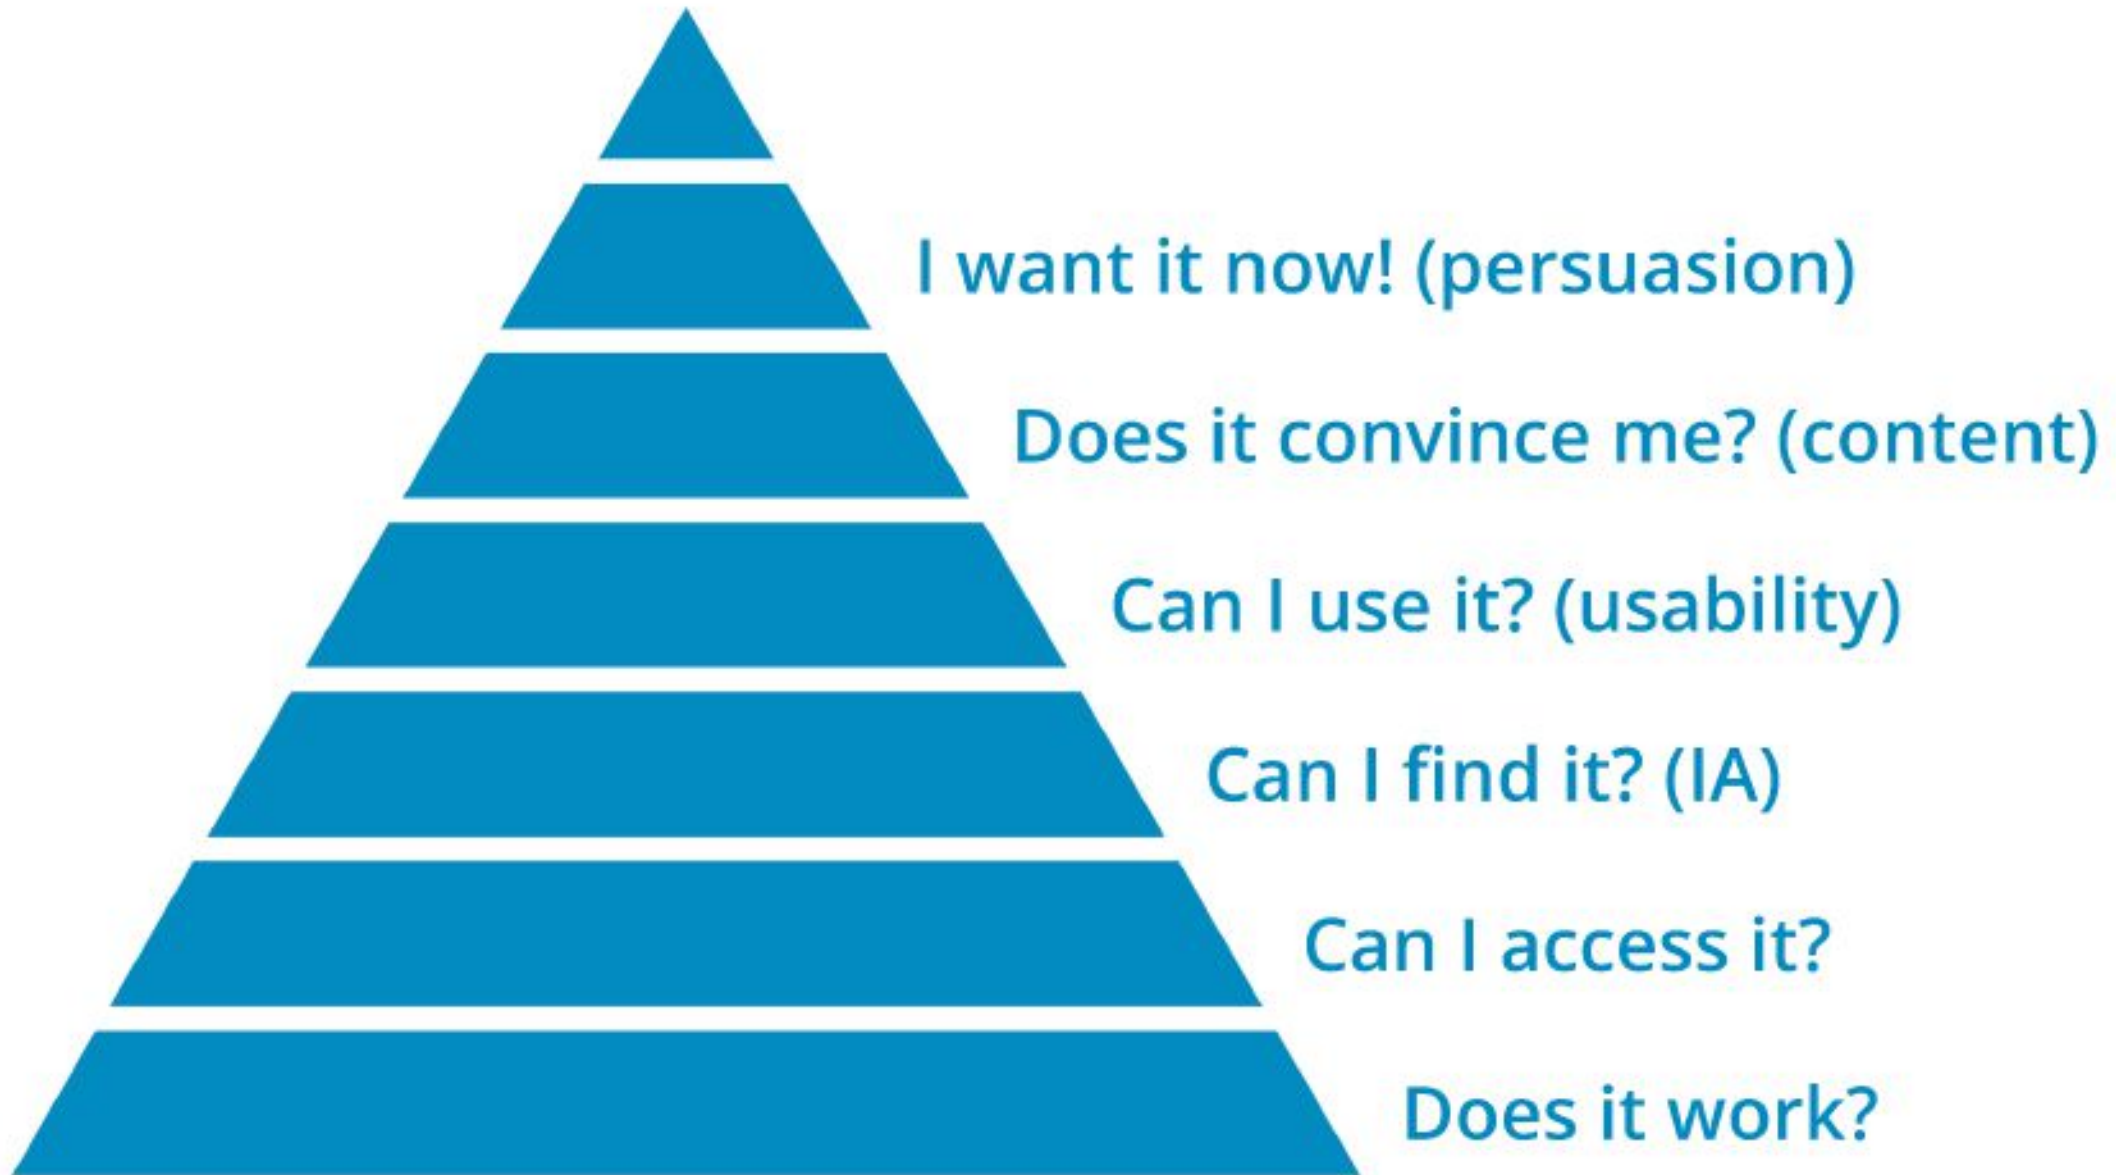 I want it now! (persuasion)
Does it convince me? (content)
Can I use it? (usability)
Can I find it? (IA)
Can I access it?
Does it work?